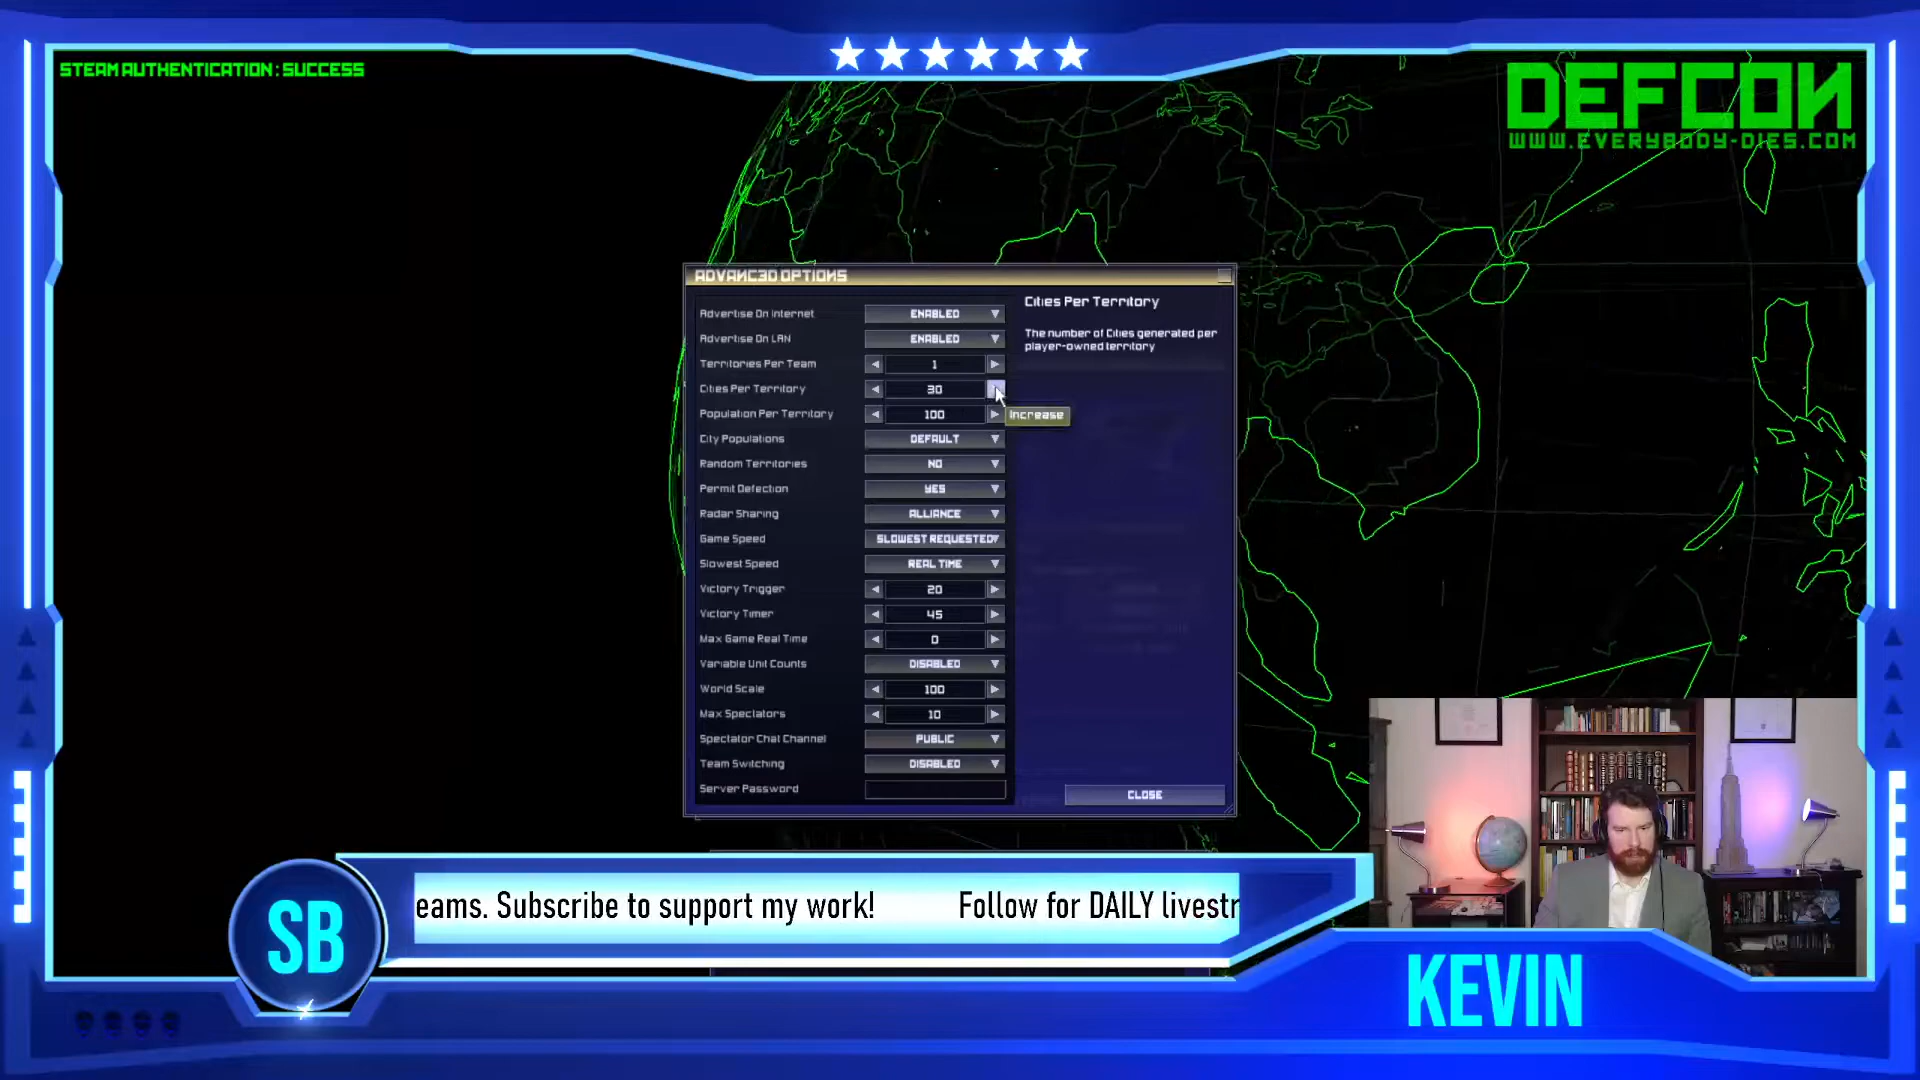 STEAM AUTHENTICATION : SUCCESS
DEFCON
WWW.EVERYBODY-DIES.COM
ADVANC3D OPTIONS
Advertise On Internet ENABLED
Advertise On LAN ENABLED
Territories Per Team 1
Cities Per Territory 30
Population Per Territory 100
City Populations DEFAULT
Random Territories NO
Permit Defection YES
Radar Sharing ALLIANCE
Game Speed SLOWEST REQUESTED
Slowest Speed REAL TIME
Victory Trigger 20
Victory Timer 45
Max Game Real Time 0
Variable Unit Counts DISABLED
World Scale 100
Max Spectators 10
Spectator Chat Channel PUBLIC
Team Switching DISABLED
Server Password
Cities Per Territory
The number of Cities generated per
player-owned territory
Increase
CLOSE
SB
eams. Subscribe to support my work! Follow for DAILY livestr
KEVIN